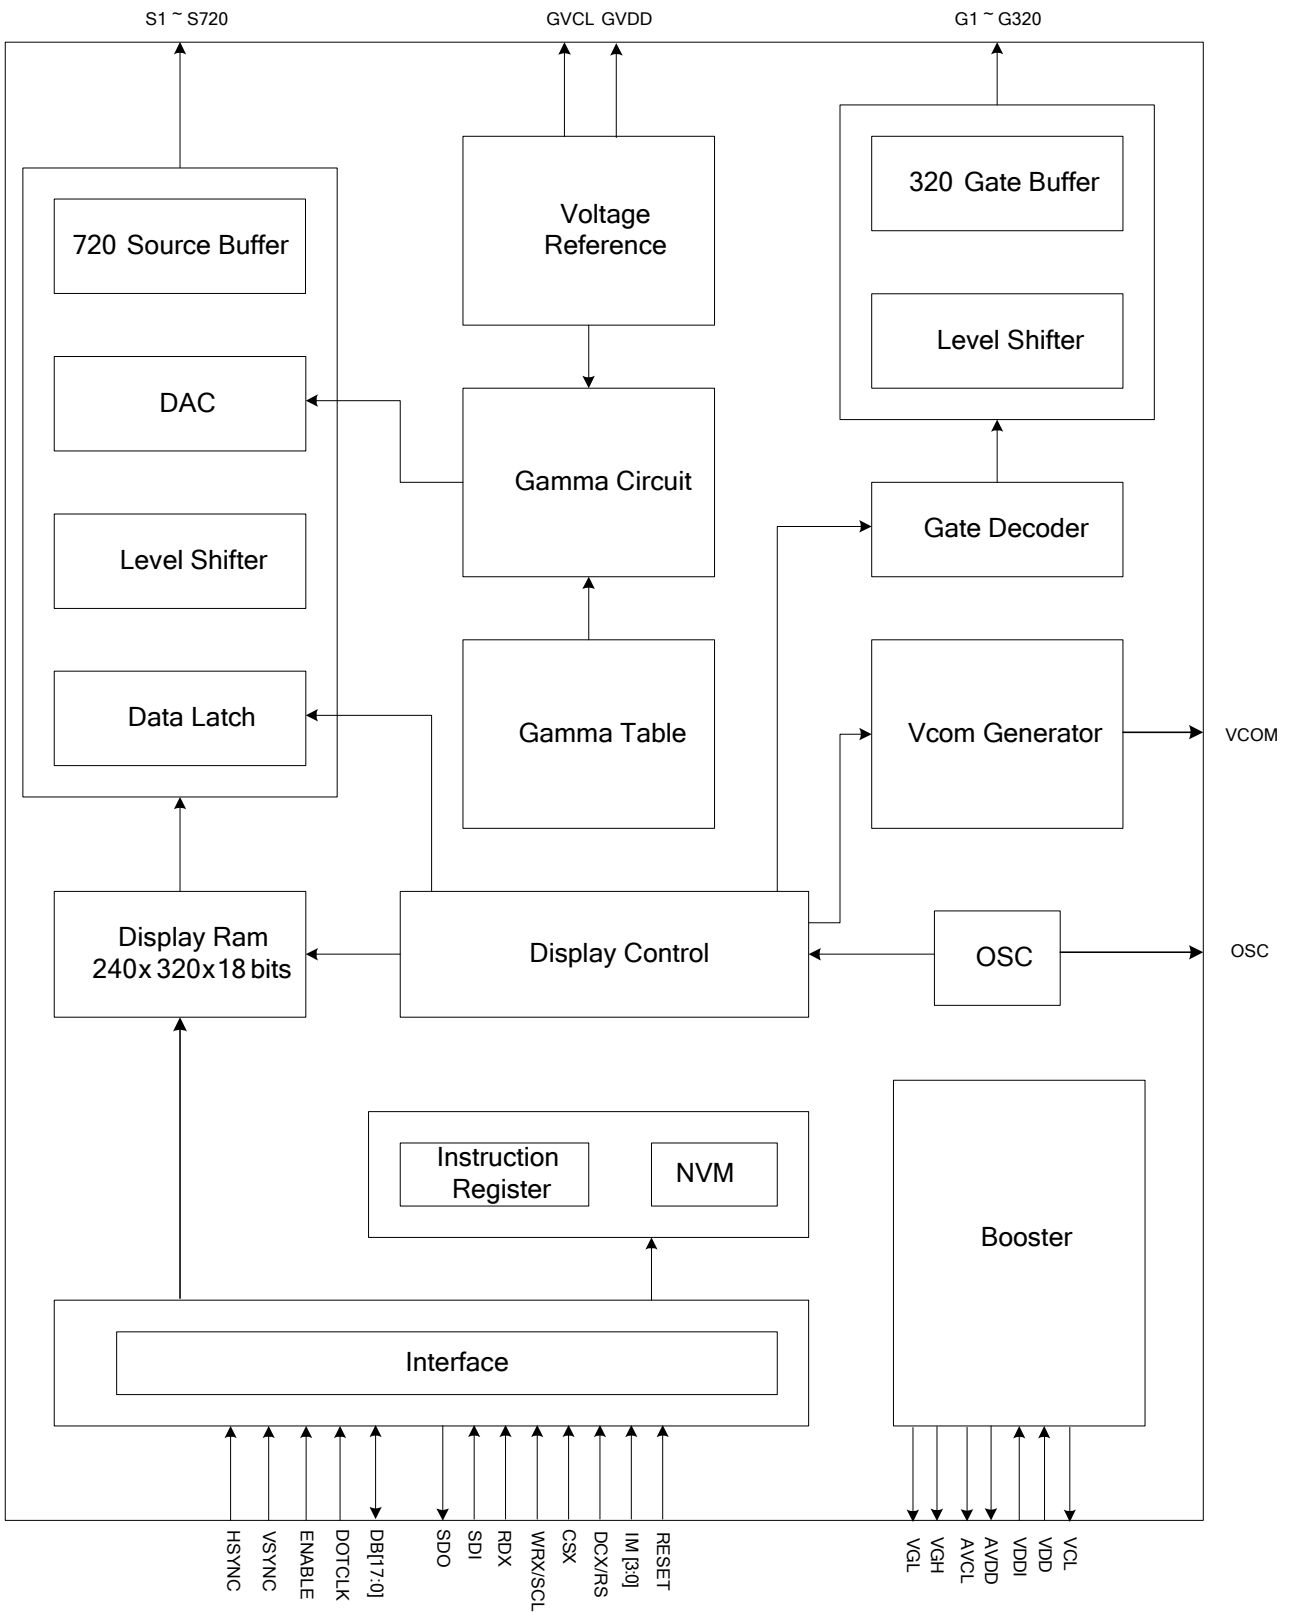 S1 ~ S720
GVCL GVDD
G1 ~ G320
720 Source Buffer
DAC
Level Shifter
Data Latch
Voltage
Reference
Gamma Circuit
Gamma Table
320 Gate Buffer
Level Shifter
Gate Decoder
Vcom Generator
VCOM
Display Ram
240x 320x18 bits
Display Control
OSC
OSC
Instruction
Register
NVM
Booster
Interface
HSYNC
VSYNC
ENABLE
DOTCLK
DB[17:0]
SDO
SDI
RDX
WRX/SCL
CSX
DCX/RS
IM [3:0]
RESET
VGL
VGH
AVCL
AVDD
VDDI
VDD
VCL